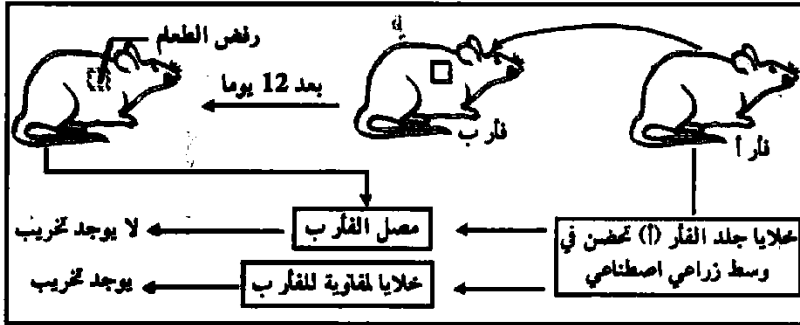 رفض الطعام
بعد 12 يوما
فأر ب
فأر أ
خلايا جلد الفأر (أ) تحضن في
وسط زراعي اصطناعي
مصل الفأر ب
لا يوجد تخريب
خلايا لمفاوية للفأر ب
يوجد تخريب